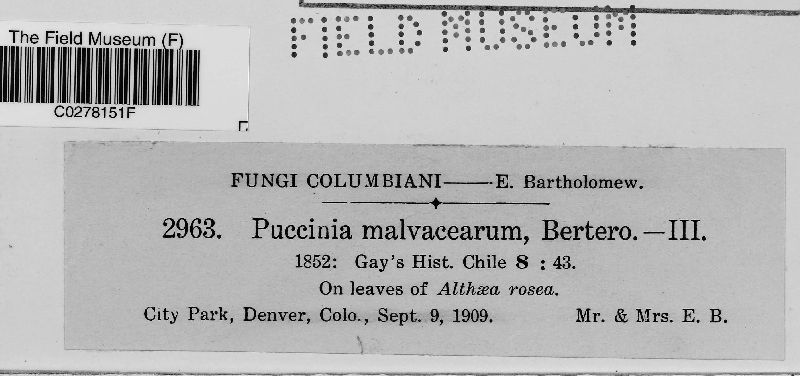 FIELD MUSEUM
The Field Museum (F)
C0278151F
FUNGI COLUMBIANI——E. Bartholomew.
2963. Puccinia malvacearum, Bertero.—III.
1852: Gay's Hist. Chile 8 : 43.
On leaves of Althæa rosea.
City Park, Denver, Colo., Sept. 9, 1909. Mr. & Mrs. E. B.